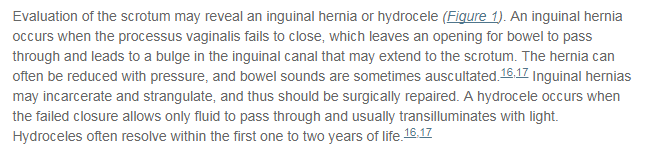 Evaluation of the scrotum may reveal an inguinal hernia or hydrocele (Figure 1). An inguinal hernia
occurs when the processus vaginalis fails to close, which leaves an opening for bowel to pass
through and leads to a bulge in the inguinal canal that may extend to the scrotum. The hernia can
often be reduced with pressure, and bowel sounds are sometimes auscultated.16,17 Inguinal hernias
may incarcerate and strangulate, and thus should be surgically repaired. A hydrocele occurs when
the failed closure allows only fluid to pass through and usually transilluminates with light.
Hydroceles often resolve within the first one to two years of life.16,17